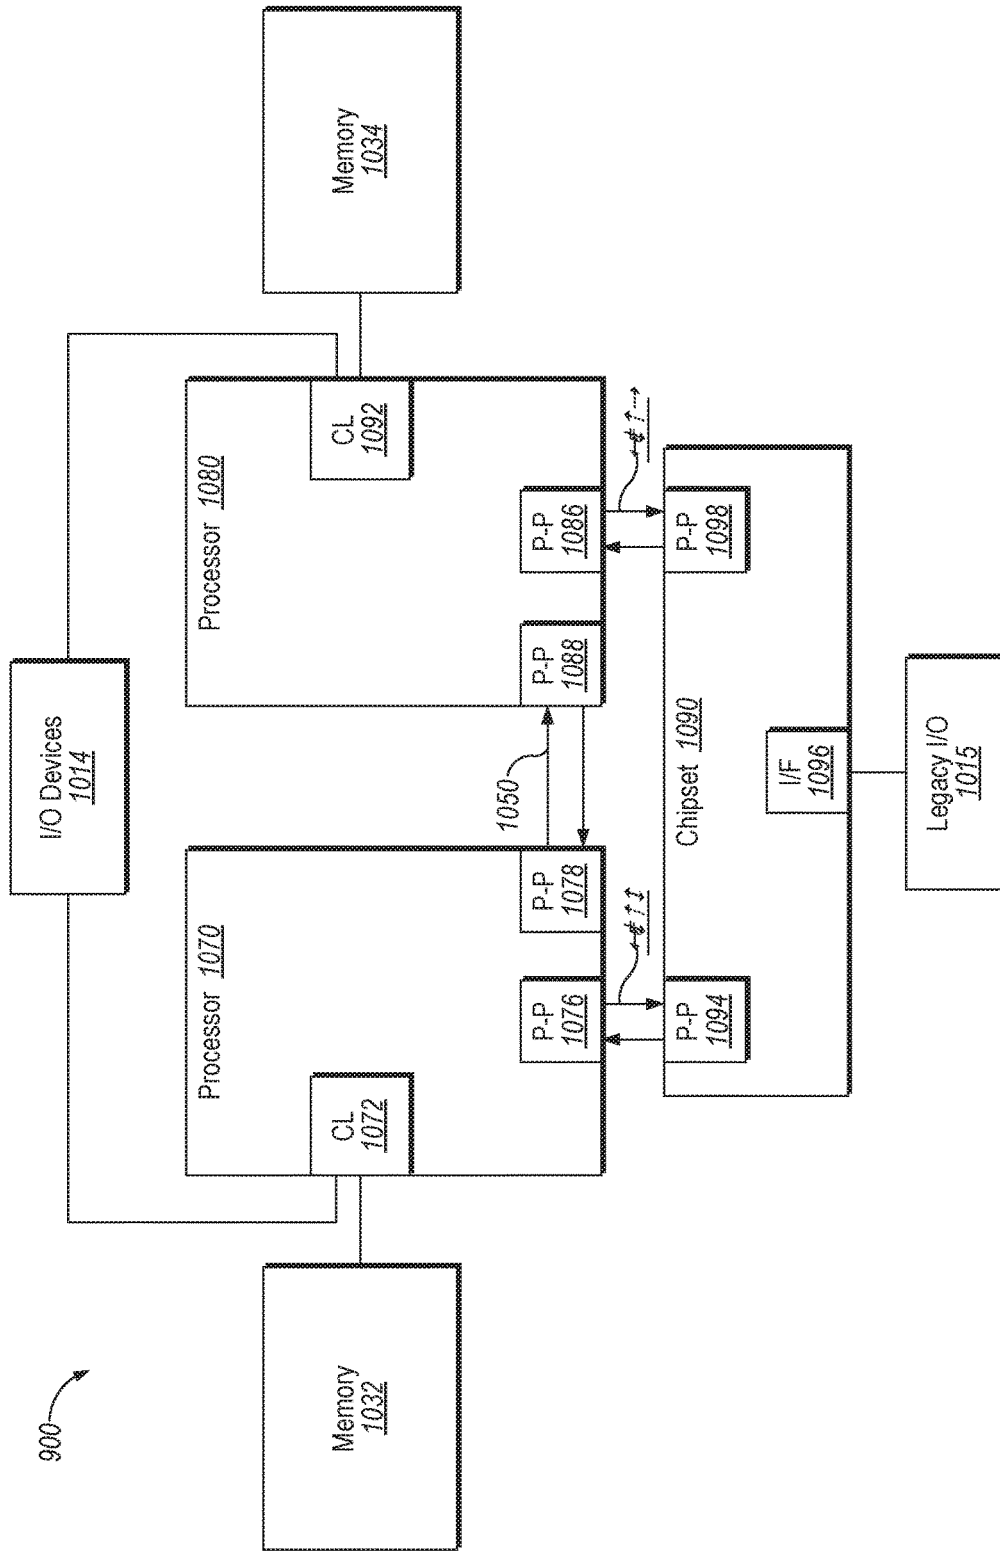 900
I/O Devices
1014
Memory
1032
CL
1072
Processor 1070
P-P
1076
P-P
1078
1050
Processor 1080
CL
1092
P-P
1088
P-P
1086
Memory
1034
Chipset 1090
P-P
1094
P-P
1098
I/F
1096
Legacy I/O
1015